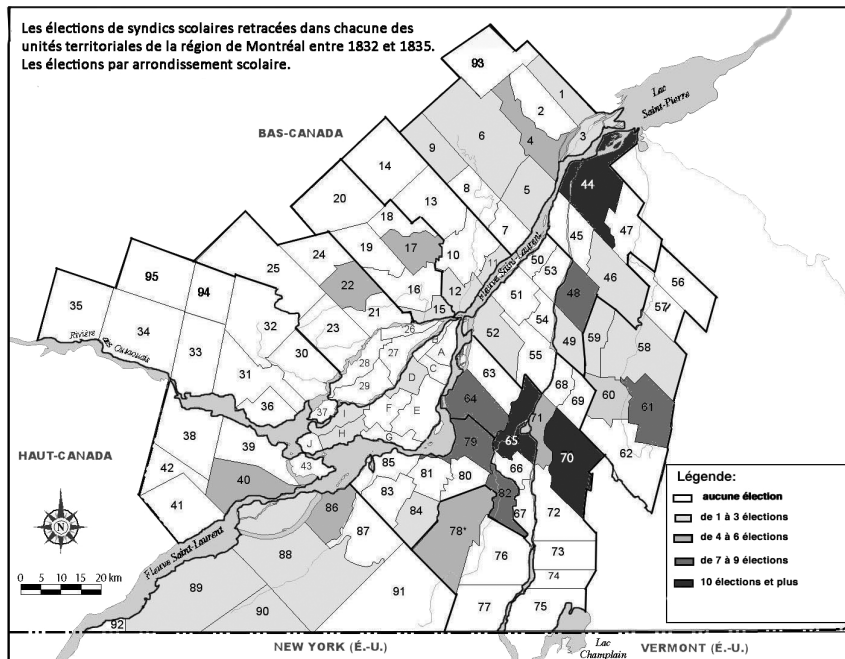 Les élections de syndics scolaires retracées dans chacune des
unités territoriales de la région de Montréal entre 1832 et 1835.
Les élections par arrondissement scolaire.
93
1
2
Lac
Saint-Pierre
BAS-CANADA
3
4
6
9
14
44
5
8
20
13
7
18
47
45
19
17
10
24
11
Fleuve Saint-Laurent
50
46
56
25
53
95
94
22
16
12
51
48
57
35
15
21
26
54
52
49
59
58
32
23
B
34
Rivière
des Outaouais
33
30
27
A
55
28
C
63
31
29
D
68
60
36
64
69
61
37
I
F
E
71
38
H
65
39
J
G
79
70
62
HAUT-CANADA
43
85
66
42
40
81
80
83
82
41
86
84
67
72
N
87
78*
Fleuve Saint-Laurent
88
76
73
0 5 10 15 20 km
74
89
91
90
77
75
92
Légende:
aucune élection
de 1 à 3 élections
de 4 à 6 élections
de 7 à 9 élections
10 élections et plus
NEW YORK (É.-U.)
Lac
Champlain
VERMONT (É.-U.)